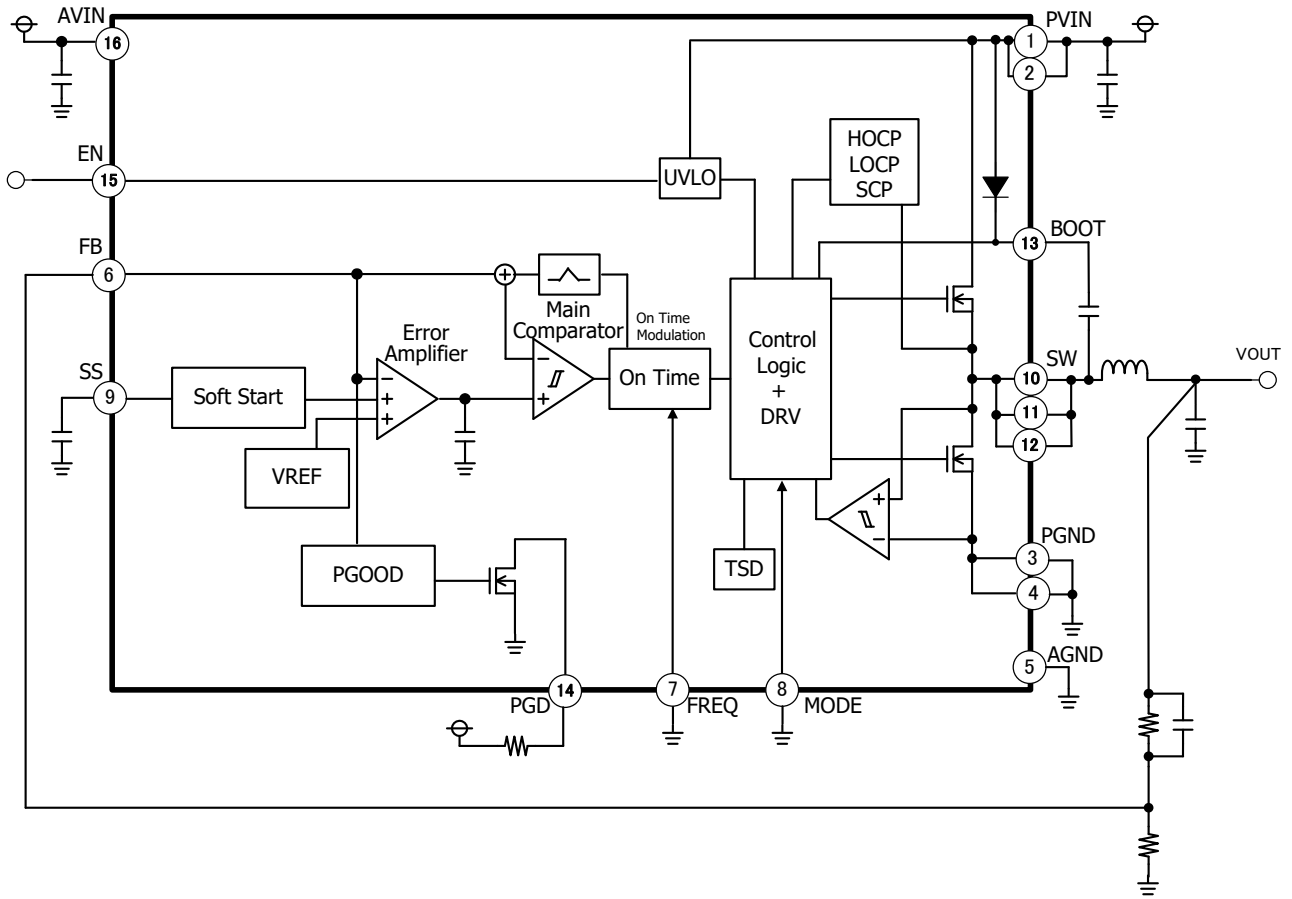 AVIN
16
PVIN
1
2
HOCP
LOCP
SCP
EN
15
UVLO
BOOT
13
FB
6
+
Main
Comparator
On Time
Modulation
Error
Amplifier
−
+
On Time
Control
Logic
+
DRV
SS
9
Soft Start
−
+
+
SW
10
11
12
VOUT
VREF
+
−
PGOOD
TSD
PGND
3
4
5
AGND
14
PGD
7
FREQ
8
MODE